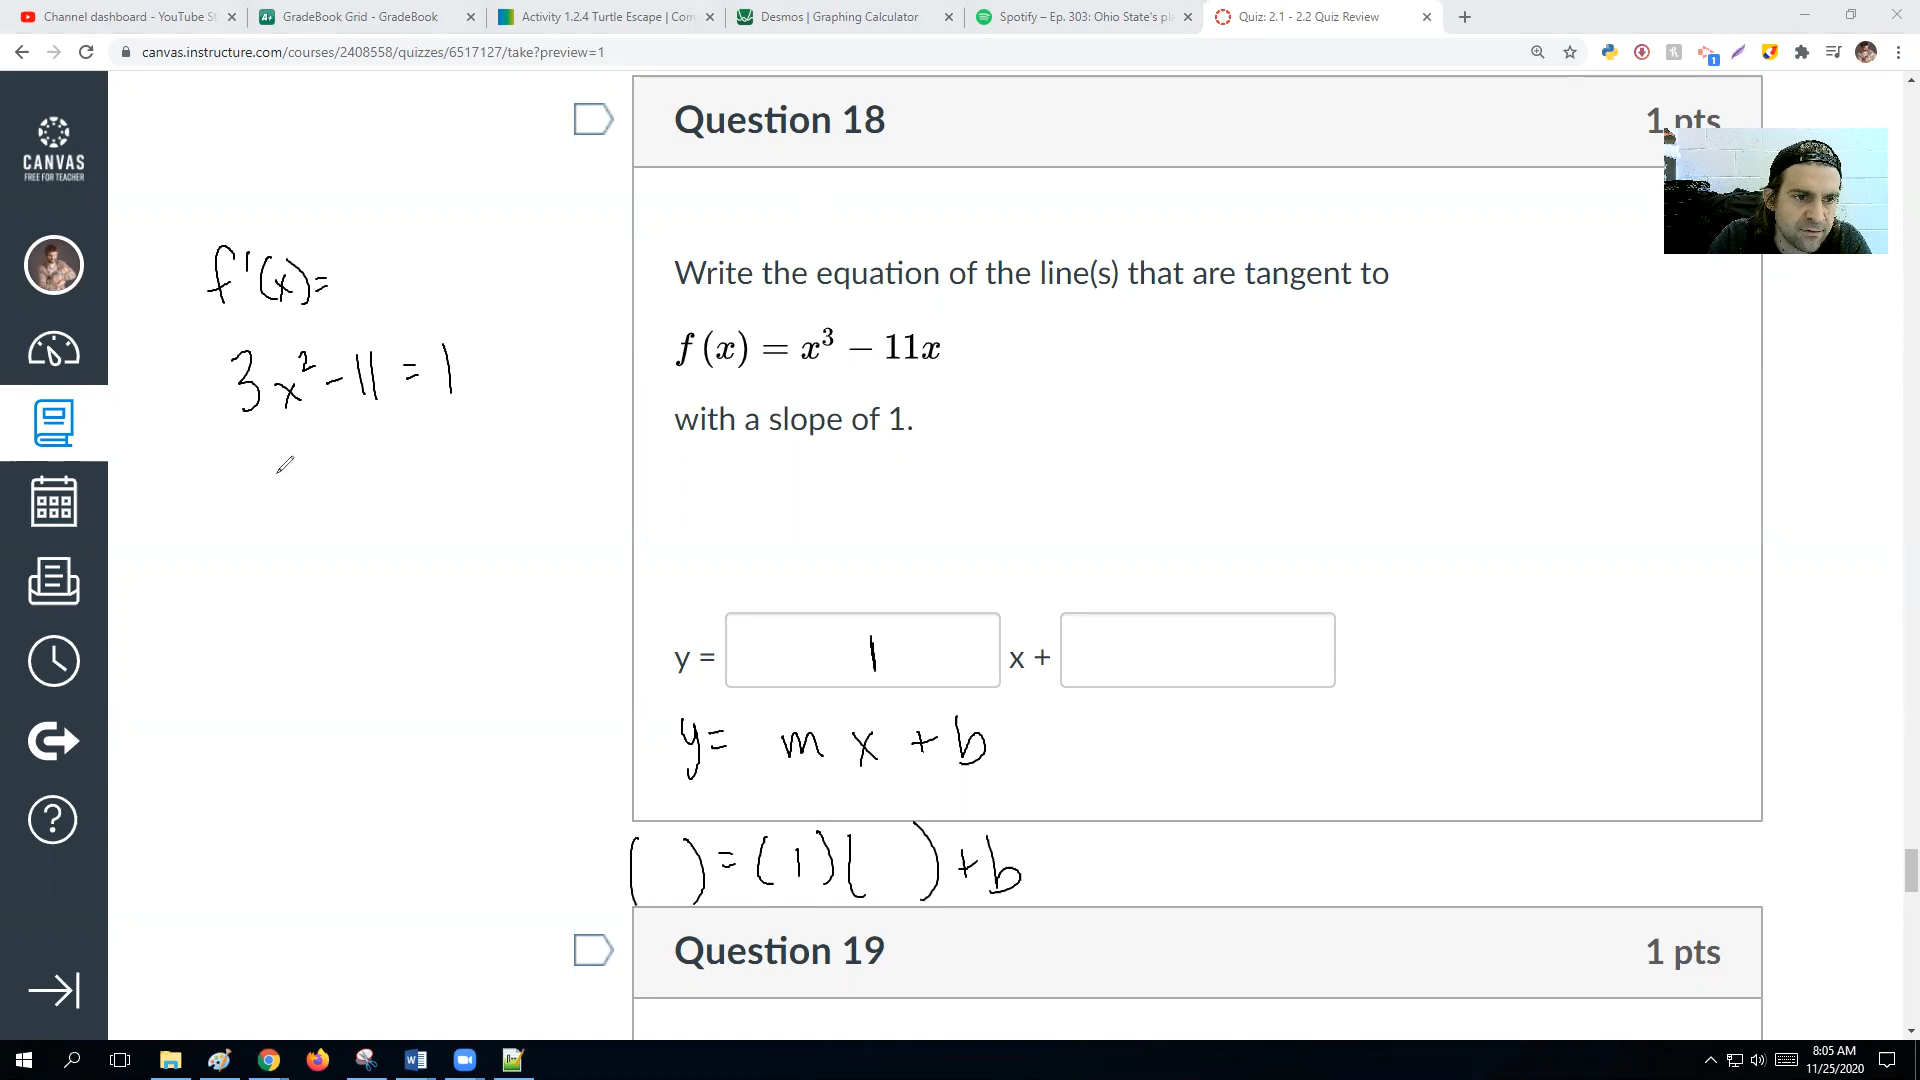 Channel dashboard - YouTube St
GradeBook Grid - GradeBook
Activity 1.2.4 Turtle Escape | Com
Desmos | Graphing Calculator
Spotify – Ep. 303: Ohio State's pl
Quiz: 2.1 - 2.2 Quiz Review
canvas.instructure.com/courses/2408558/quizzes/6517127/take?preview=1
CANVAS
FREE FOR TEACHER
Question 18
1 pts
Write the equation of the line(s) that are tangent to
f (x) = x³ − 11x
with a slope of 1.
f'(x)=
3x²-11=1
y = 1 x +
y= m x + b
( )=(1)( )+b
Question 19
1 pts
8:05 AM
11/25/2020